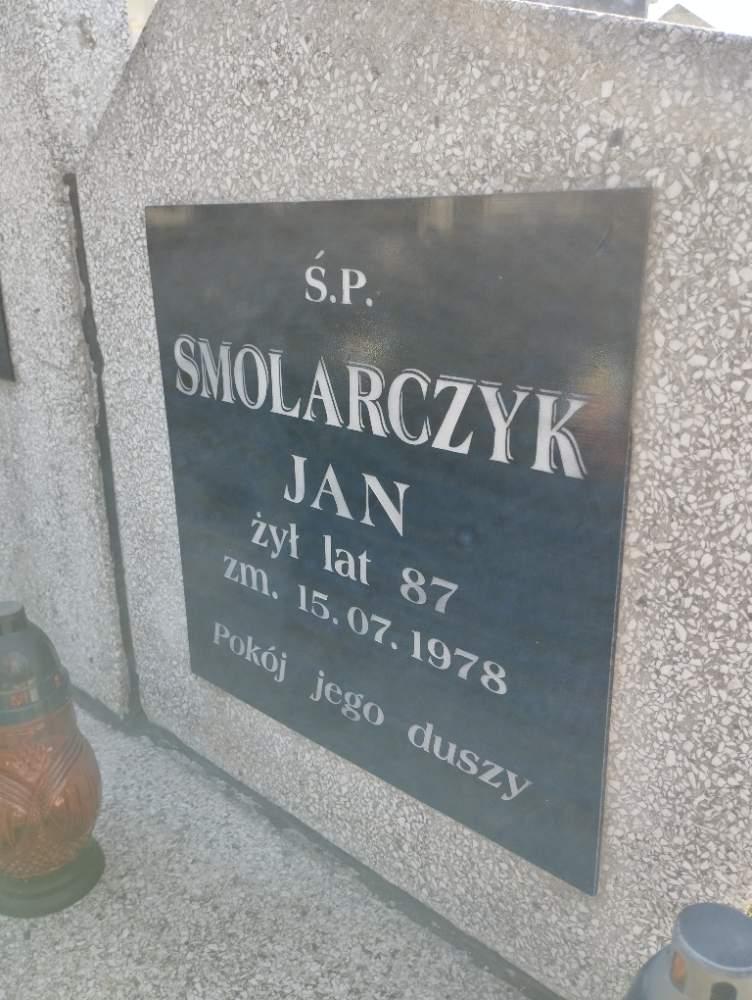 Ś.P.
SMOLARCZYK
JAN
żył lat 87
zm. 15.07.1978
Pokój jego duszy